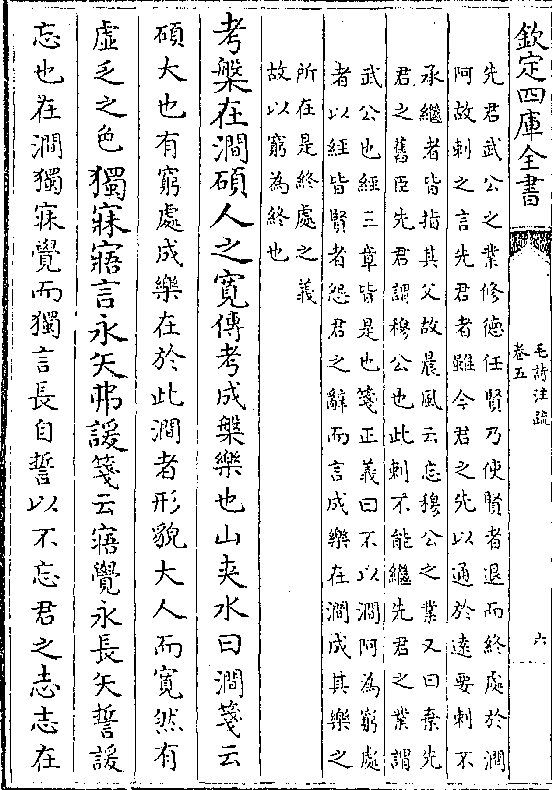 欽定四庫全書
毛詩注疏
卷五
六
先君武公之業修德任賢乃使賢者退而終處於澗
阿故刺之言先君者雖今君之先以通於遠要刺不
承繼者皆指其父故晨風云忘穆公之業又曰棄先
君之舊臣先君謂穆公也此刺不能繼先君之業謂
武公也經三章皆是也箋正義曰不以澗阿為窮處
者以經皆賢者怨君之辭而言成樂在澗成其樂之
所在是終處之義
故以窮為終也
考槃在澗碩人之寛傳考成槃樂也山夾水曰澗箋云
碩大也有窮處成樂在於此澗者形貌大人而寛然有
虛乏之色獨寐寤言永矢弗諼箋云寤覺永長矢誓諼
忘也在澗獨寐覺而獨言長自誓以不忘君之志志在